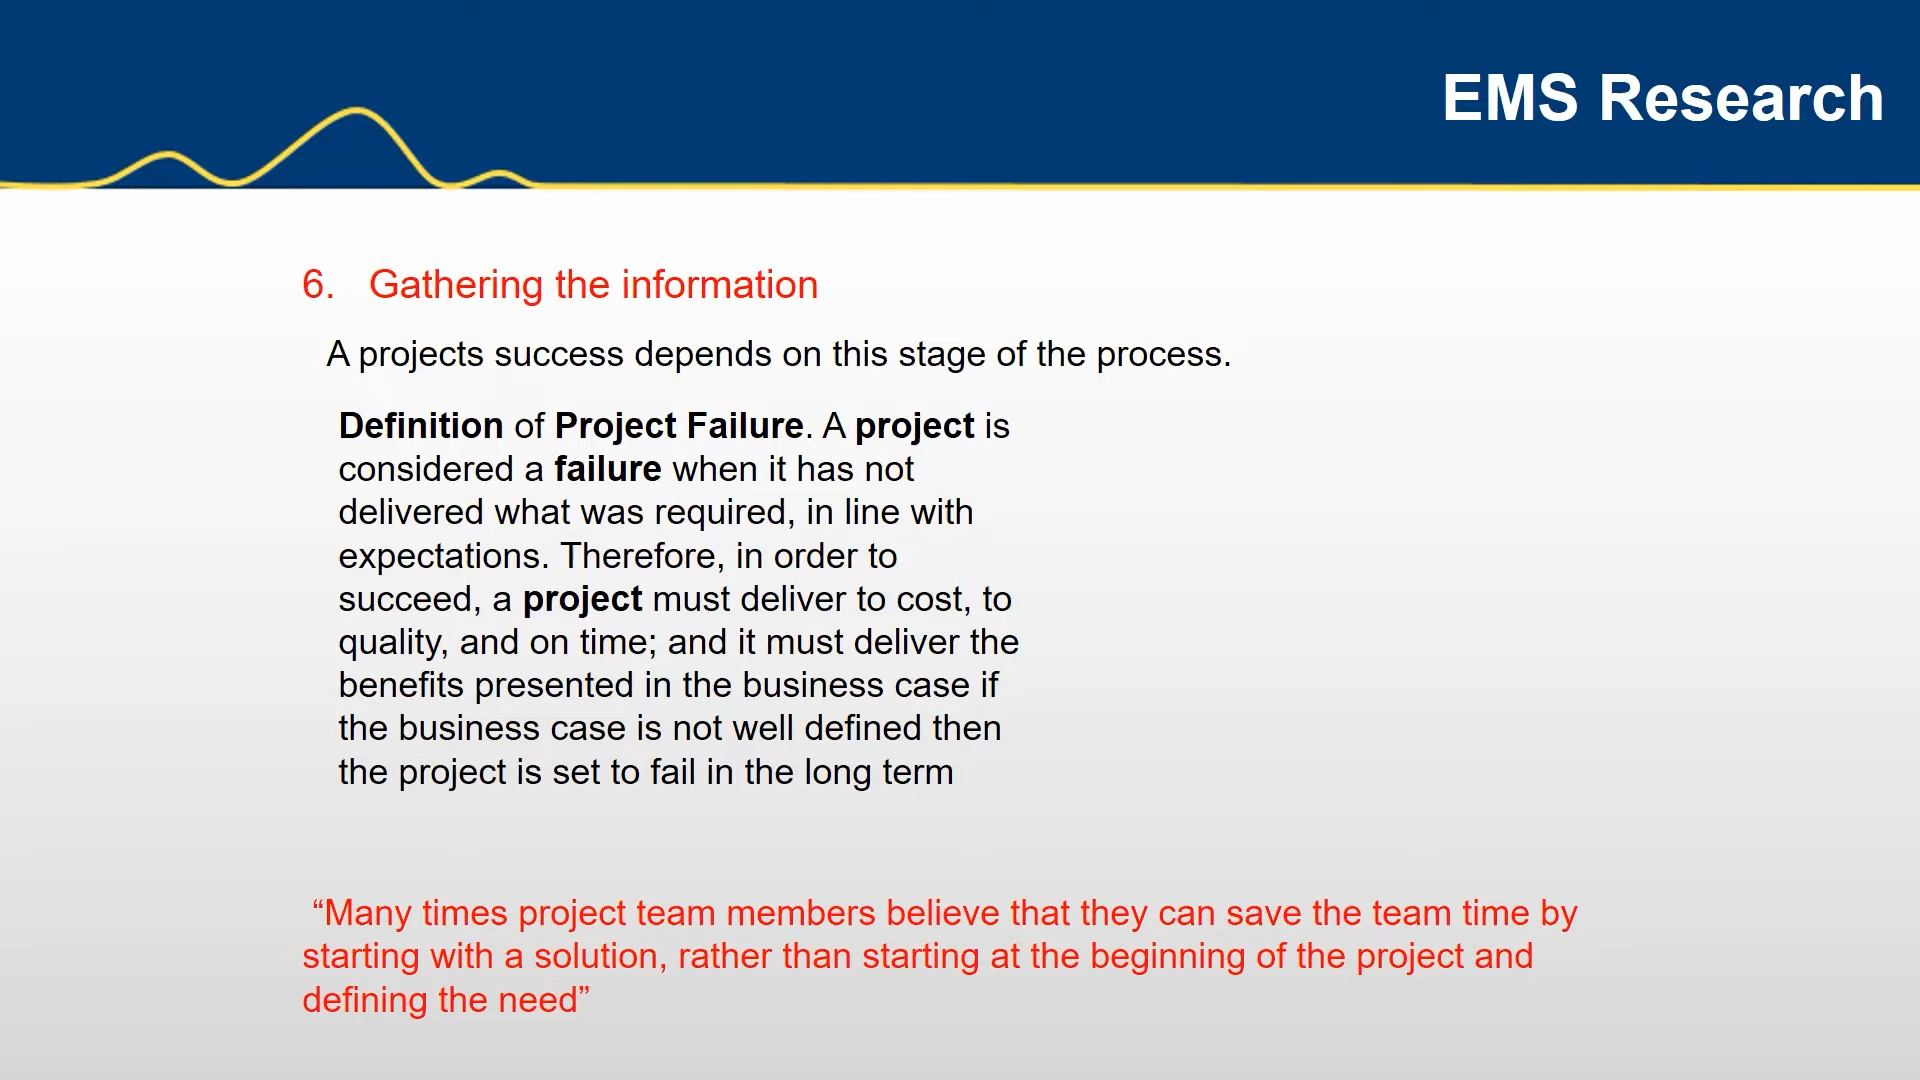 EMS Research
6. Gathering the information
A projects success depends on this stage of the process.
Definition of Project Failure. A project is
considered a failure when it has not
delivered what was required, in line with
expectations. Therefore, in order to
succeed, a project must deliver to cost, to
quality, and on time; and it must deliver the
benefits presented in the business case if
the business case is not well defined then
the project is set to fail in the long term
“Many times project team members believe that they can save the team time by
starting with a solution, rather than starting at the beginning of the project and
defining the need”